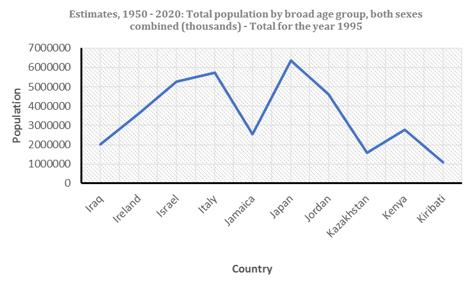 Estimates, 1950 - 2020: Total population by broad age group, both sexes
combined (thousands) - Total for the year 1995
7000000
6000000
5000000
4000000
3000000
2000000
1000000
0
Population
Iraq
Ireland
Israel
Italy
Jamaica
Japan
Jordan
Kazakhstan
Kenya
Kiribati
Country